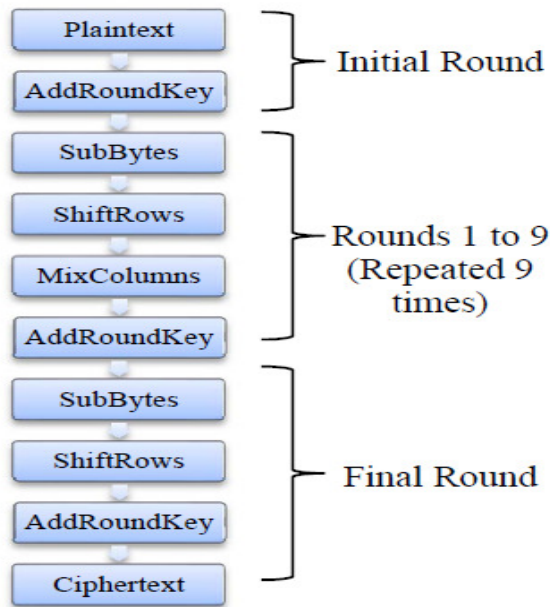 Plaintext
AddRoundKey
Initial Round
SubBytes
ShiftRows
MixColumns
AddRoundKey
Rounds 1 to 9
(Repeated 9
times)
SubBytes
ShiftRows
AddRoundKey
Ciphertext
Final Round